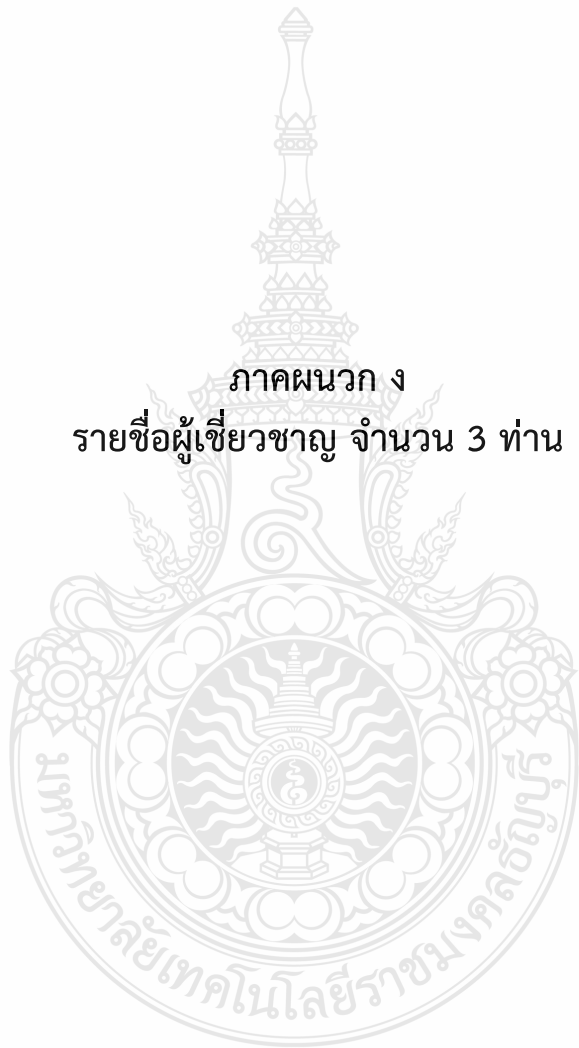 ภาคผนวก ง
รายชื่อผู้เชี่ยวชาญ จำนวน 3 ท่าน
มหาวิทยาลัยเทคโนโลยีราชมงคลธัญบุรี